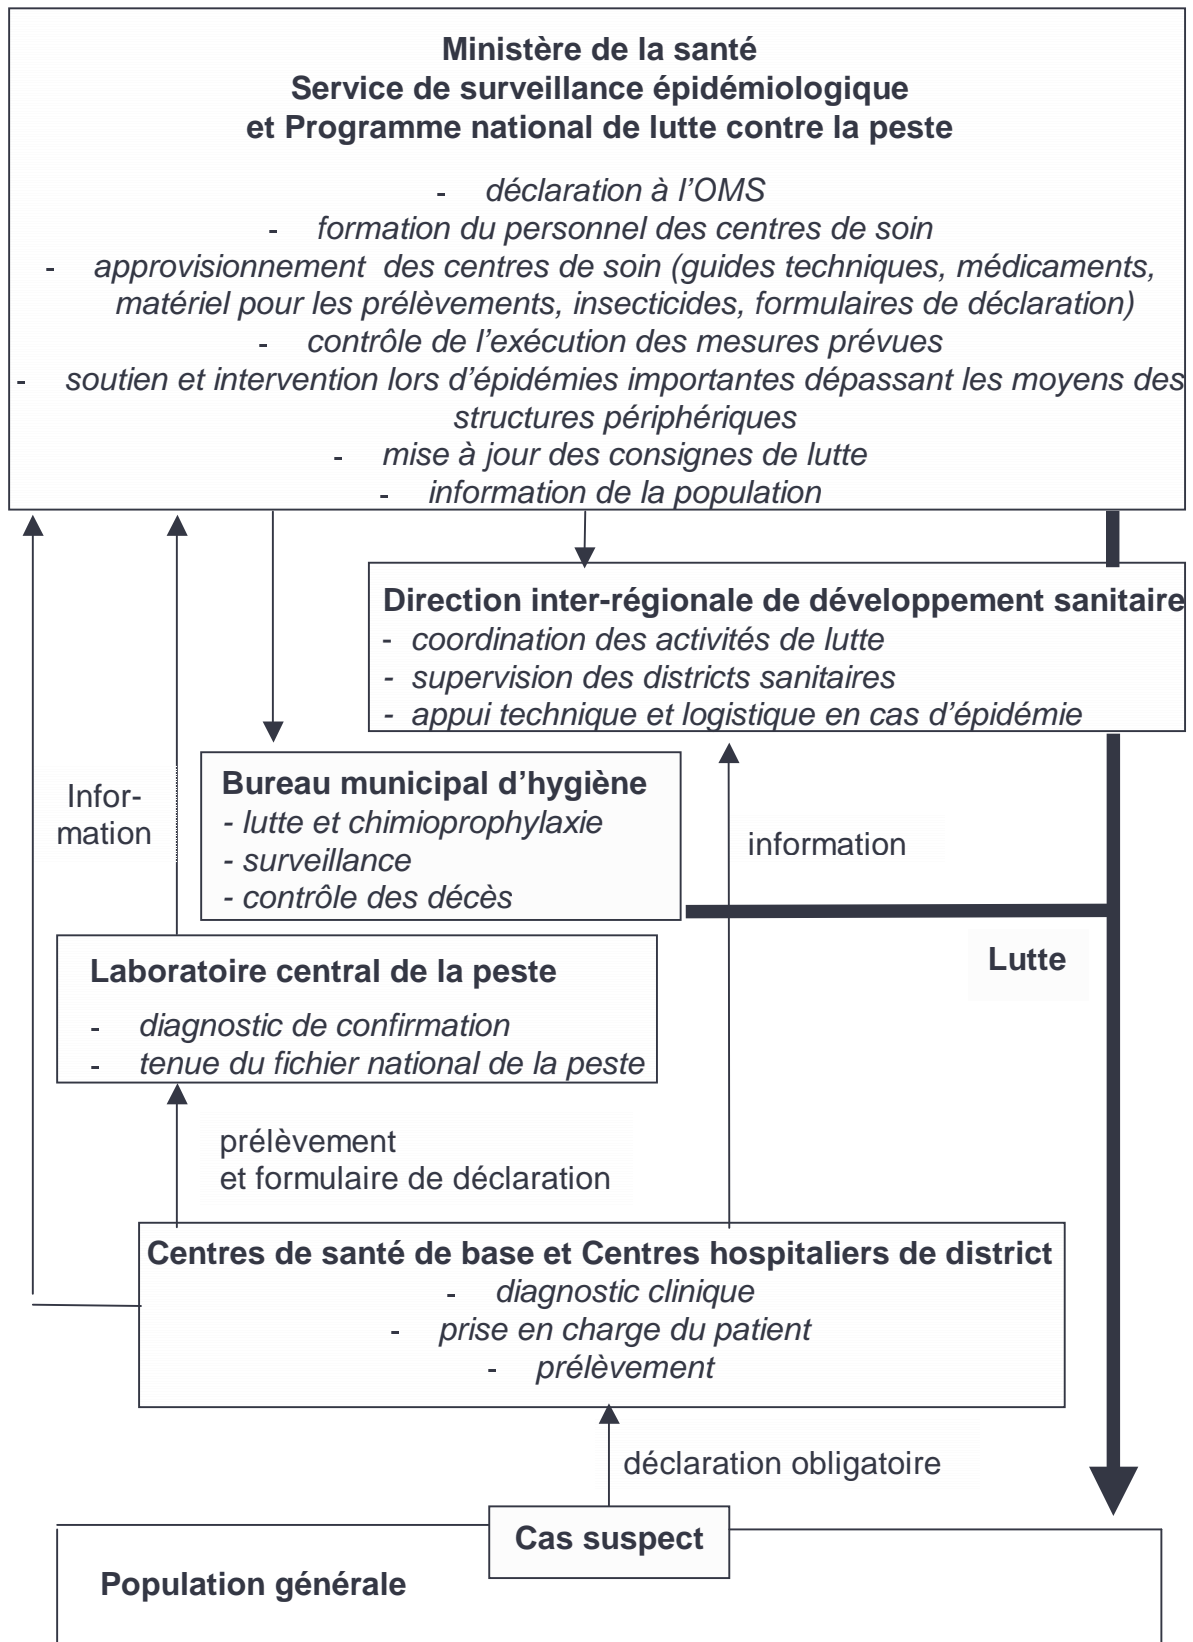 Ministère de la santé
Service de surveillance épidémiologique
et Programme national de lutte contre la peste
- déclaration à l’OMS
- formation du personnel des centres de soin
- approvisionnement des centres de soin (guides techniques, médicaments,
matériel pour les prélèvements, insecticides, formulaires de déclaration)
- contrôle de l’exécution des mesures prévues
- soutien et intervention lors d’épidémies importantes dépassant les moyens des
structures périphériques
- mise à jour des consignes de lutte
- information de la population
Direction inter-régionale de développement sanitaire
- coordination des activités de lutte
- supervision des districts sanitaires
- appui technique et logistique en cas d’épidémie
Bureau municipal d’hygiène
- lutte et chimioprophylaxie
- surveillance
- contrôle des décès
Infor-
mation
information
Lutte
Laboratoire central de la peste
- diagnostic de confirmation
- tenue du fichier national de la peste
prélèvement
et formulaire de déclaration
Centres de santé de base et Centres hospitaliers de district
- diagnostic clinique
- prise en charge du patient
- prélèvement
déclaration obligatoire
Cas suspect
Population générale